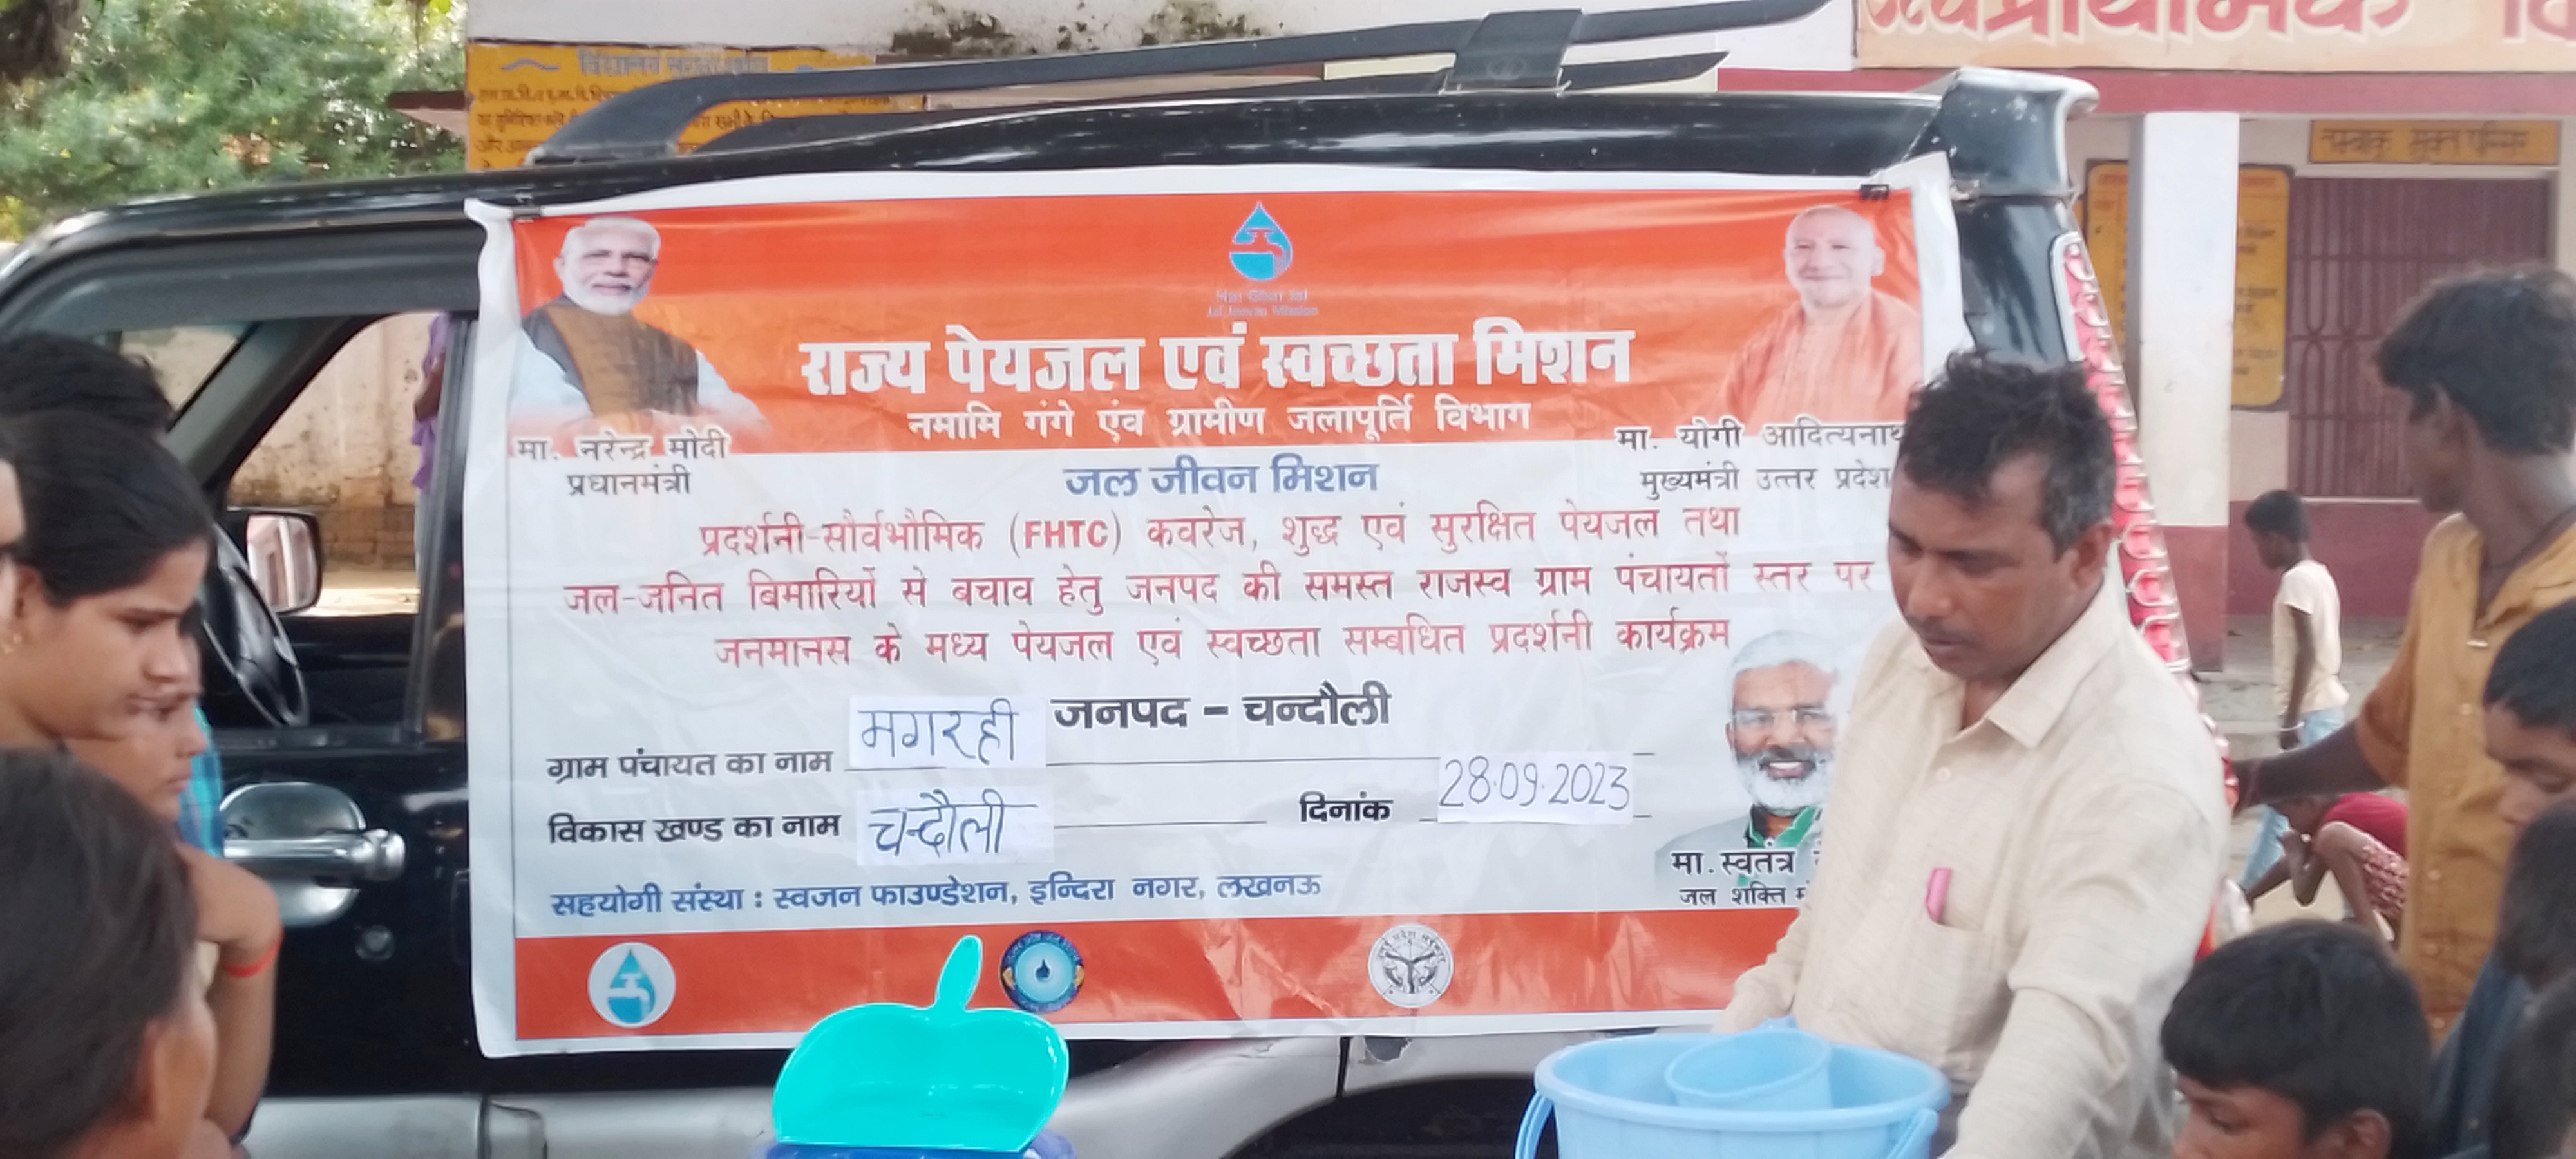 राज्य पेयजल एवं स्वच्छता मिशन
नमामि गंगे एंव ग्रामीण जलापूर्ति विभाग
मा. नरेन्द्र मोदी
प्रधानमंत्री
मा. योगी आदित्यनाथ
मुख्यमंत्री उत्तर प्रदेश
जल जीवन मिशन
प्रदर्शनी-सौर्वभौमिक (FHTC) कवरेज, शुद्ध एवं सुरक्षित पेयजल तथा
जल-जनित बिमारियों से बचाव हेतु जनपद की समस्त राजस्व ग्राम पंचायतों स्तर पर
जनमानस के मध्य पेयजल एवं स्वच्छता सम्बधित प्रदर्शनी कार्यक्रम
जनपद - चन्दौली
ग्राम पंचायत का नाम मगरही
विकास खण्ड का नाम चन्दौली दिनांक 28.09.2023
मा. स्वतंत्र
जल शक्ति
सहयोगी संस्था : स्वजन फाउण्डेशन, इन्दिरा नगर, लखनऊ